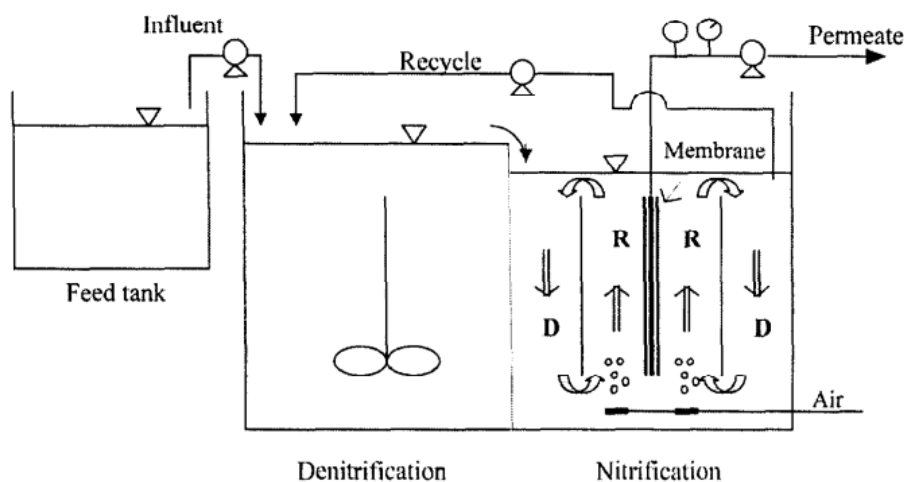 Influent
Permeate
Recycle
Membrane
R
R
D
D
Feed tank
Air
Denitrification
Nitrification